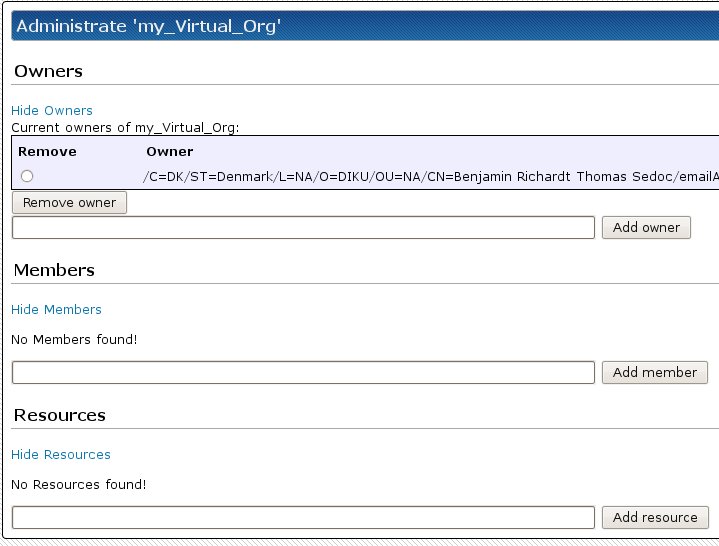 Administrate 'my_Virtual_Org'
Owners
Hide Owners
Current owners of my_Virtual_Org:
Remove Owner
/C=DK/ST=Denmark/L=NA/O=DIKU/OU=NA/CN=Benjamin Richardt Thomas Sedoc/emailA
Remove owner
Add owner
Members
Hide Members
No Members found!
Add member
Resources
Hide Resources
No Resources found!
Add resource